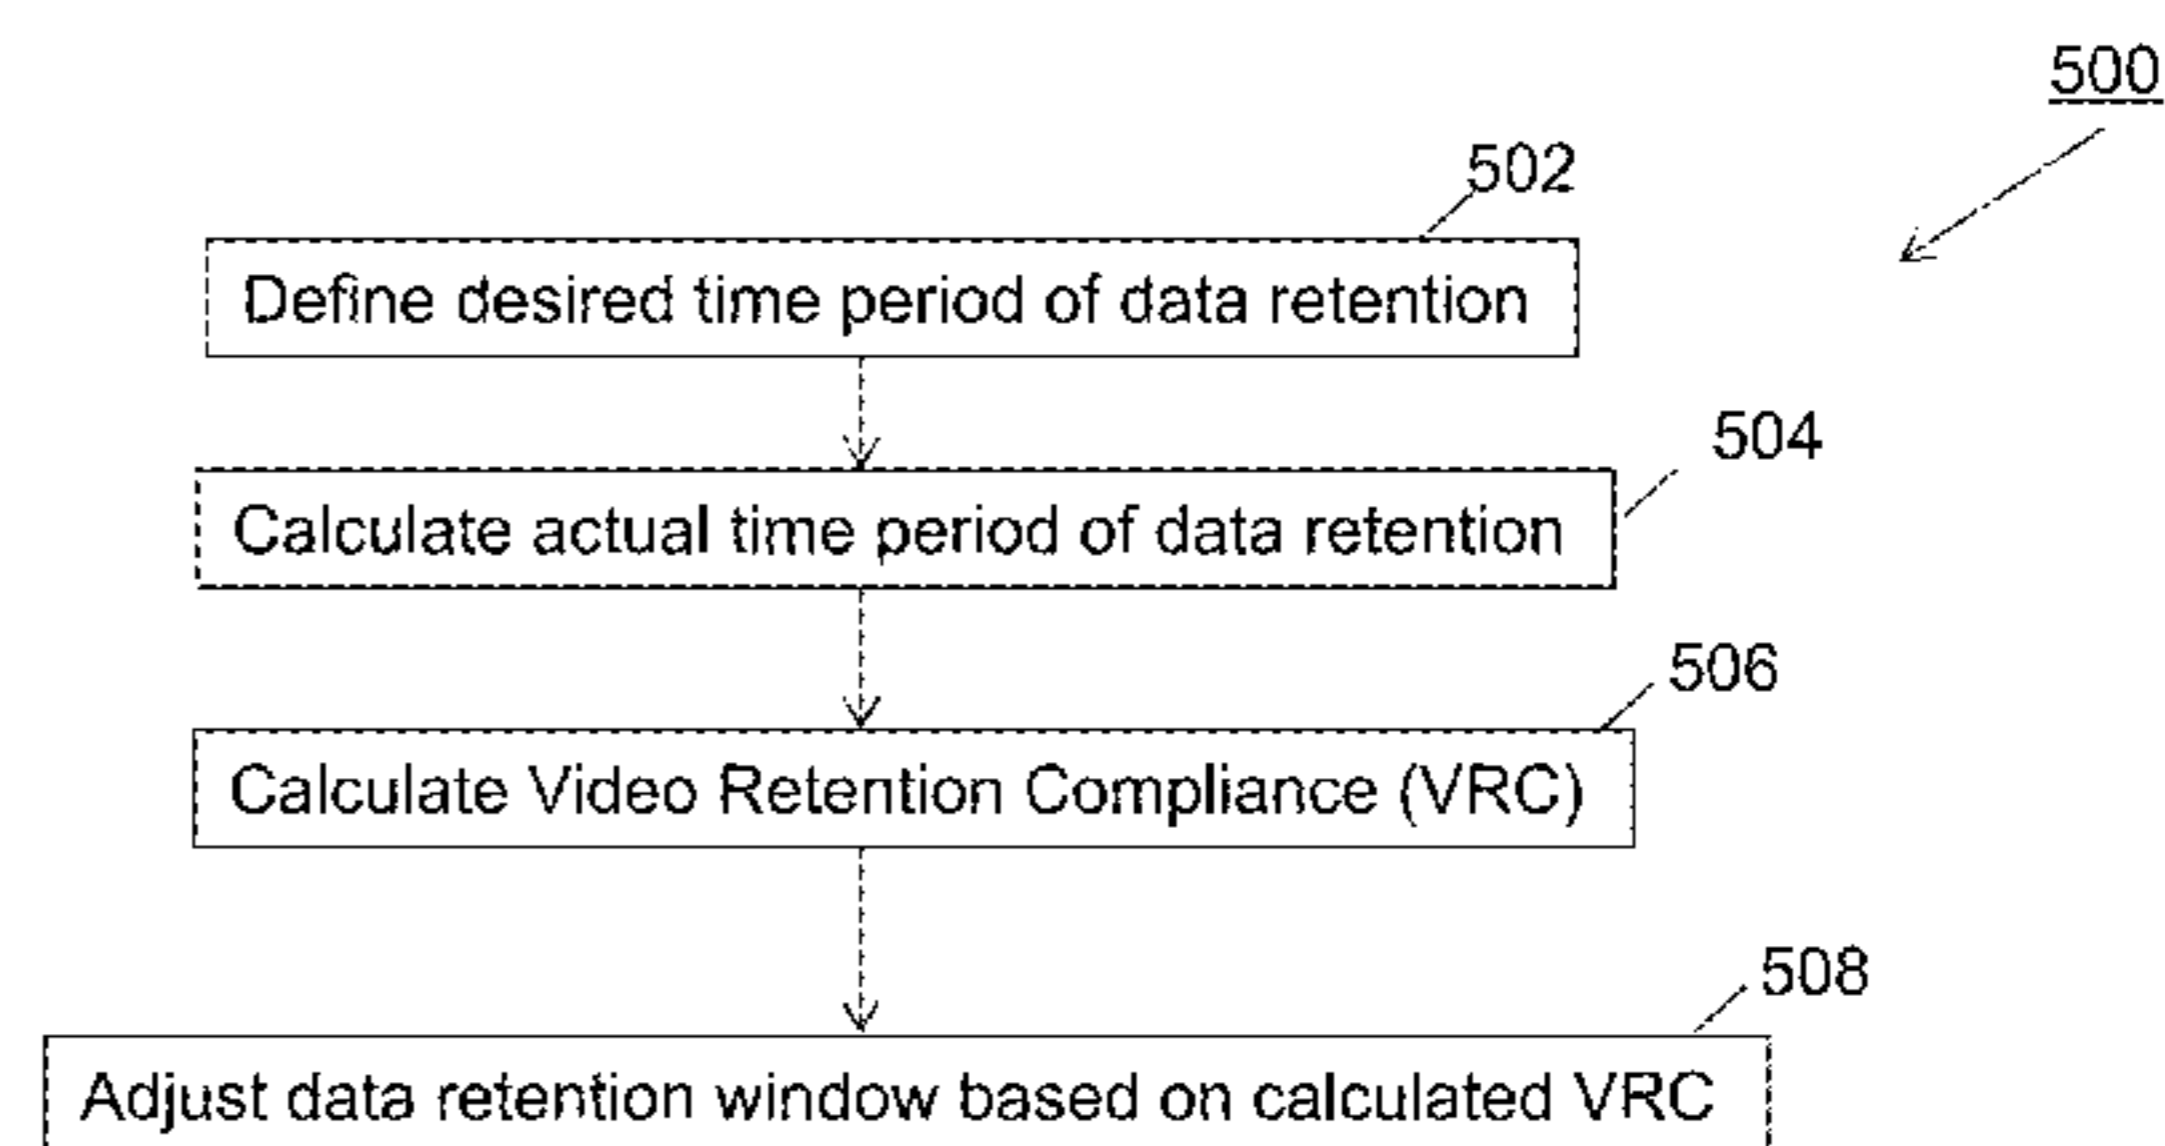 500
502
Define desired time period of data retention
504
Calculate actual time period of data retention
506
Calculate Video Retention Compliance (VRC)
508
Adjust data retention window based on calculated VRC